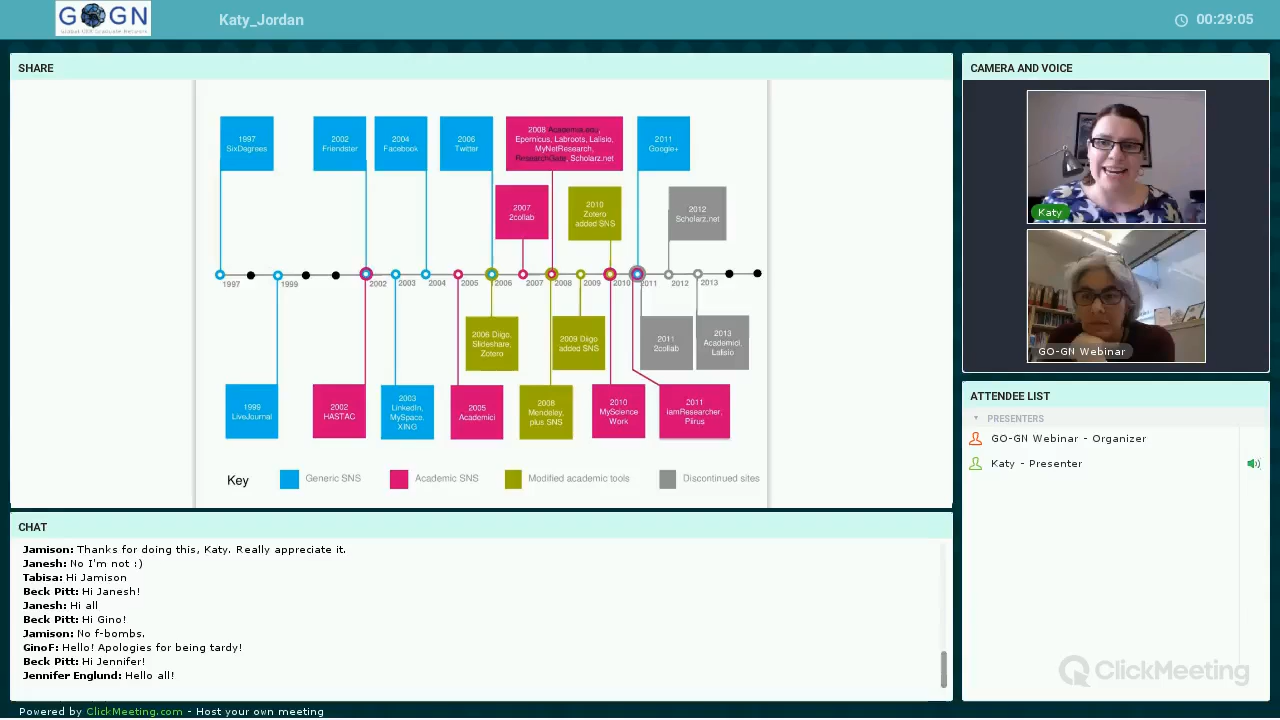 GOGN
Global OER Graduate Network
Katy_Jordan
00:29:05
SHARE
1997
SixDegrees
2002
Friendster
2004
Facebook
2006
Twitter
2008 Academia.edu,
Epernicus, Labroots, Lalisio,
MyNetResearch,
ResearchGate, Scholarz.net
2011
Google+
2007
2collab
2010
Zotero
added SNS
2012
Scholarz.net
1997
1999
2002
2003
2004
2005
2006
2007
2008
2009
2010
2011
2012
2013
2006 Diigo,
Slideshare,
Zotero
2009 Diigo
added SNS
2011
2collab
2013
Academici,
Lalisio
1999
LiveJournal
2002
HASTAC
2003
LinkedIn,
MySpace,
XING
2005
Academici
2008
Mendeley,
plus SNS
2010
MyScience
Work
2011
iamResearcher,
Piirus
Key
Generic SNS
Academic SNS
Modified academic tools
Discontinued sites
CAMERA AND VOICE
Katy
GO-GN Webinar
ATTENDEE LIST
PRESENTERS
GO-GN Webinar - Organizer
Katy - Presenter
ClickMeeting
CHAT
Jamison: Thanks for doing this, Katy. Really appreciate it.
Janesh: No I'm not :)
Tabisa: Hi Jamison
Beck Pitt: Hi Janesh!
Janesh: Hi all
Beck Pitt: Hi Gino!
Jamison: No f-bombs.
GinoF: Hello! Apologies for being tardy!
Beck Pitt: Hi Jennifer!
Jennifer Englund: Hello all!
Powered by ClickMeeting.com - Host your own meeting